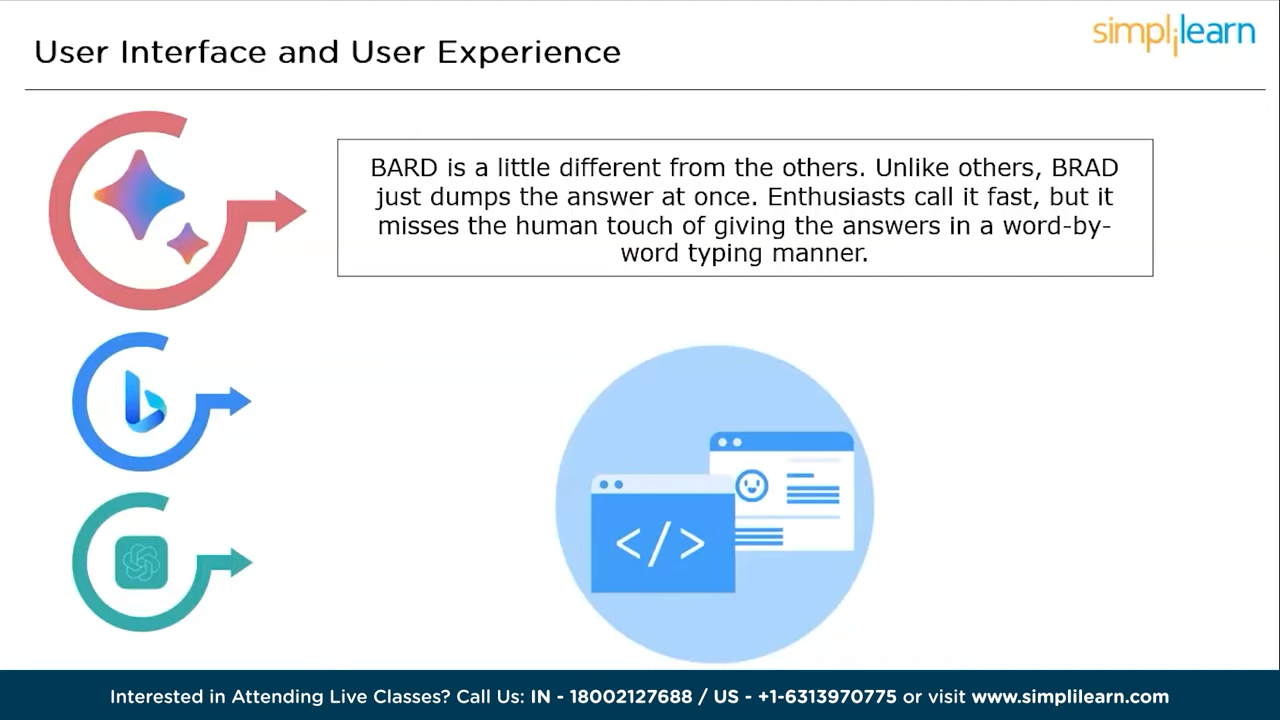 User Interface and User Experience
simplilearn
BARD is a little different from the others. Unlike others, BRAD
just dumps the answer at once. Enthusiasts call it fast, but it
misses the human touch of giving the answers in a word-by-
word typing manner.
</>
Interested in Attending Live Classes? Call Us: IN - 18002127688 / US - +1-6313970775 or visit www.simplilearn.com